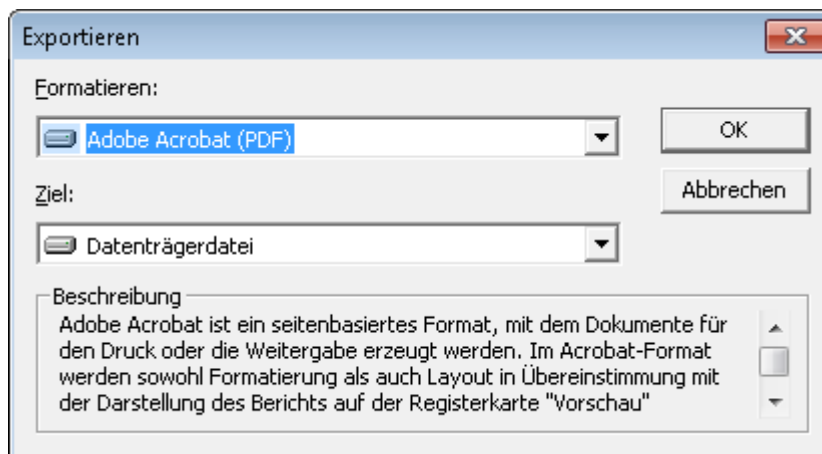 Exportieren
Formatieren:
Adobe Acrobat (PDF)
OK
Ziel:
Abbrechen
Datenträgerdatei
Beschreibung
Adobe Acrobat ist ein seitenbasiertes Format, mit dem Dokumente für
den Druck oder die Weitergabe erzeugt werden. Im Acrobat-Format
werden sowohl Formatierung als auch Layout in Übereinstimmung mit
der Darstellung des Berichts auf der Registerkarte "Vorschau"